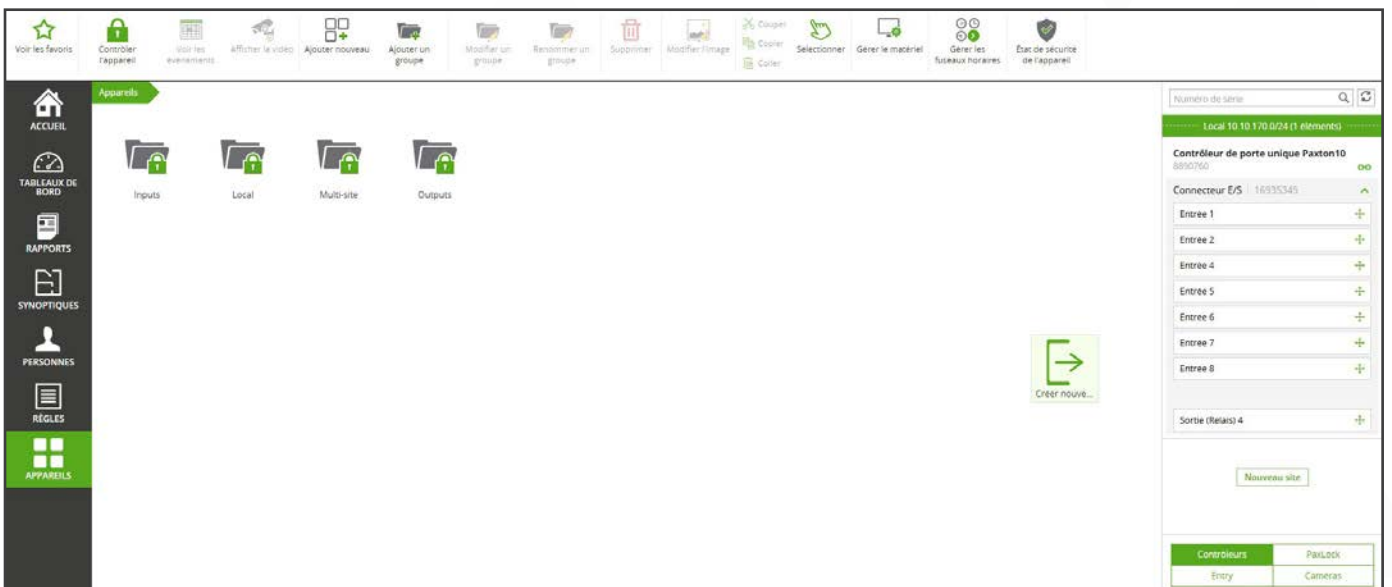 Voir les favoris
Contrôler l'appareil
Voir les évenements
Afficher la vidéo
Ajouter nouveau
Ajouter un groupe
Modifier un groupe
Renommer un groupe
Supprimer
Modifier l'image
Couper
Copier
Coller
Selectionner
Gérer le matériel
Gérer les fuseaux horaires
État de sécurité de l'appareil
ACCUEIL
TABLEAUX DE BORD
RAPPORTS
SYNOPTIQUES
PERSONNES
RÈGLES
APPAREILS
Appareils
Inputs
Local
Multi-site
Outputs
Créer nouve...
Numéro de série
Local 10.10.170.0/24 (1 éléments)
Contrôleur de porte unique Paxton10
8890760
Connecteur E/S 16935345
Entrée 1
Entrée 2
Entrée 4
Entrée 5
Entrée 6
Entrée 7
Entrée 8
Sortie (Relais) 4
Nouveau site
Contrôleurs
PaxLock
Entry
Caméras